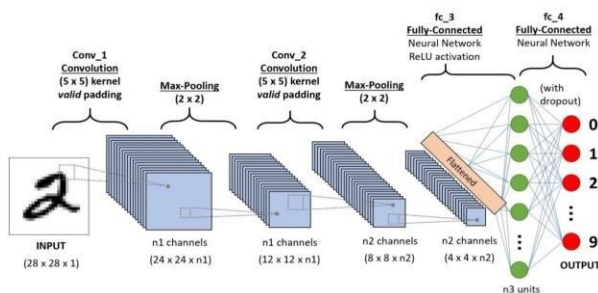 Conv_1
Convolution
(5 x 5) kernel
valid padding
Max-Pooling
(2 x 2)
Conv_2
Convolution
(5 x 5) kernel
valid padding
Max-Pooling
(2 x 2)
fc_3
Fully-Connected
Neural Network
ReLU activation
fc_4
Fully-Connected
Neural Network
(with
dropout)
Flattened
2
0
1
2
⋮
9
...
INPUT
(28 x 28 x 1)
n1 channels
(24 x 24 x n1)
n1 channels
(12 x 12 x n1)
n2 channels
(8 x 8 x n2)
n2 channels
(4 x 4 x n2)
n3 units
OUTPUT